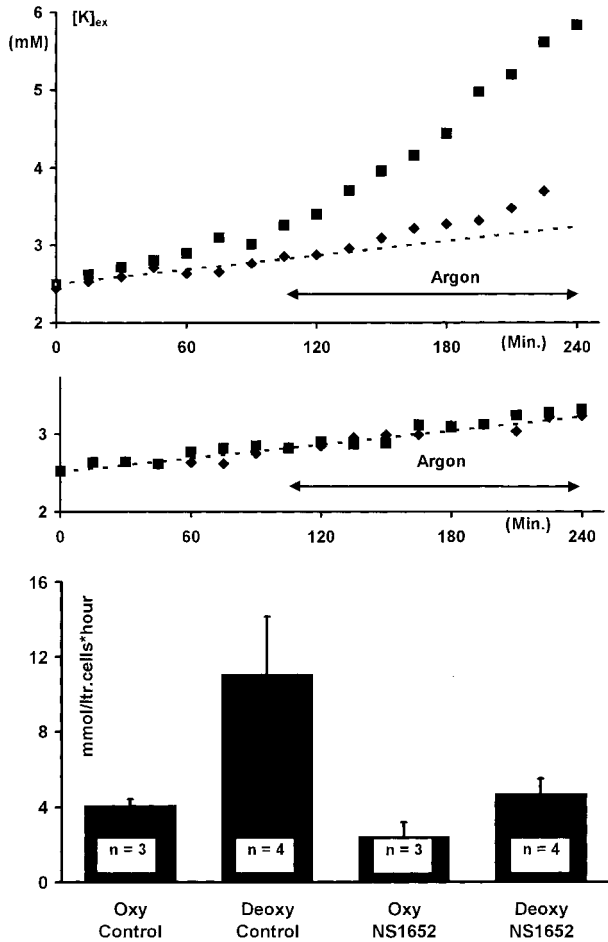 [K]ex
(mM)
6
5
4
3
2
Argon
0
60
120
180
(Min.)
240
3
2
Argon
0
60
120
180
(Min.)
240
16
12
8
4
0
mmol/ltr.cells*hour
n = 3
n = 4
n = 3
n = 4
Oxy
Control
Deoxy
Control
Oxy
NS1652
Deoxy
NS1652